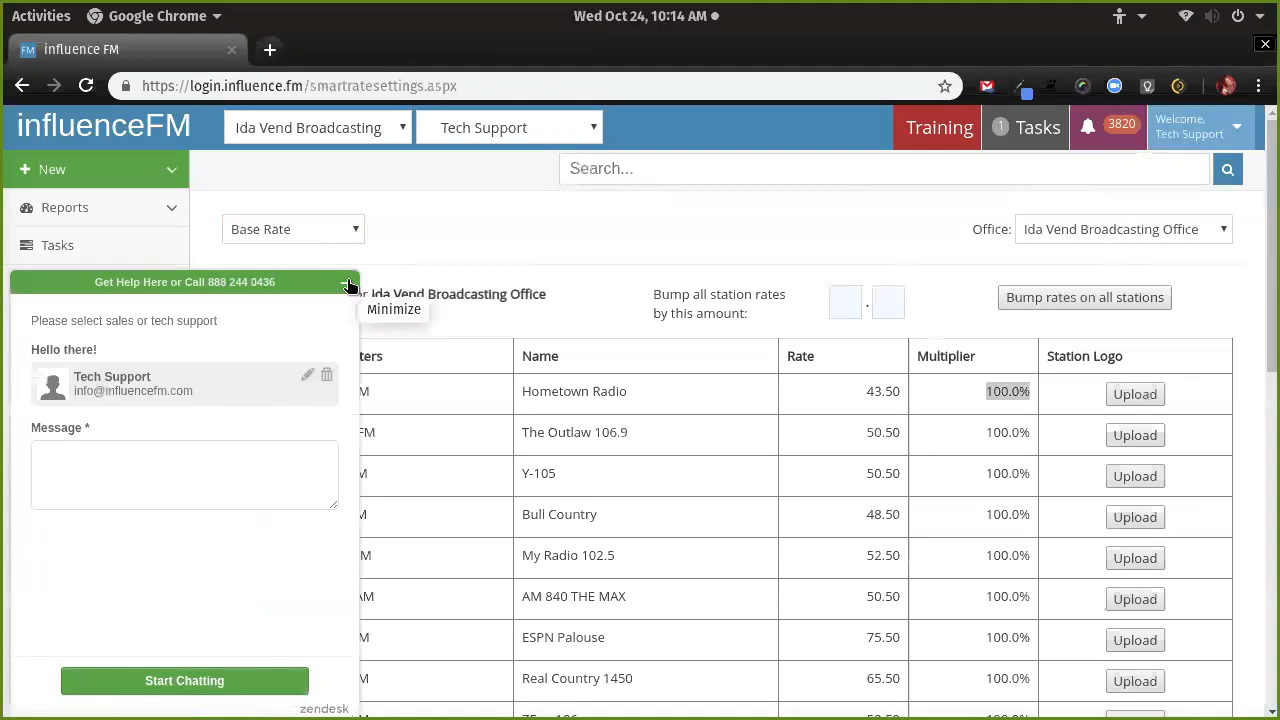 Activities Google Chrome Wed Oct 24, 10:14 AM
FM influence FM
https://login.influence.fm/smartratesettings.aspx
influenceFM Ida Vend Broadcasting Tech Support Training 1 Tasks 3820 Welcome, Tech Support
New
Search...
Reports
Tasks
Base Rate
Office: Ida Vend Broadcasting Office
Get Help Here or Call 888 244 0436
Minimize
Ida Vend Broadcasting Office
Bump all station rates
by this amount:
.
Bump rates on all stations
Please select sales or tech support
Hello there!
Tech Support
info@influencefm.com
Message *
Start Chatting
zendesk
ters Name Rate Multiplier Station Logo
M Hometown Radio 43.50 100.0% Upload
FM The Outlaw 106.9 50.50 100.0% Upload
M Y-105 50.50 100.0% Upload
M Bull Country 48.50 100.0% Upload
M My Radio 102.5 52.50 100.0% Upload
AM AM 840 THE MAX 50.50 100.0% Upload
M ESPN Palouse 75.50 100.0% Upload
M Real Country 1450 65.50 100.0% Upload